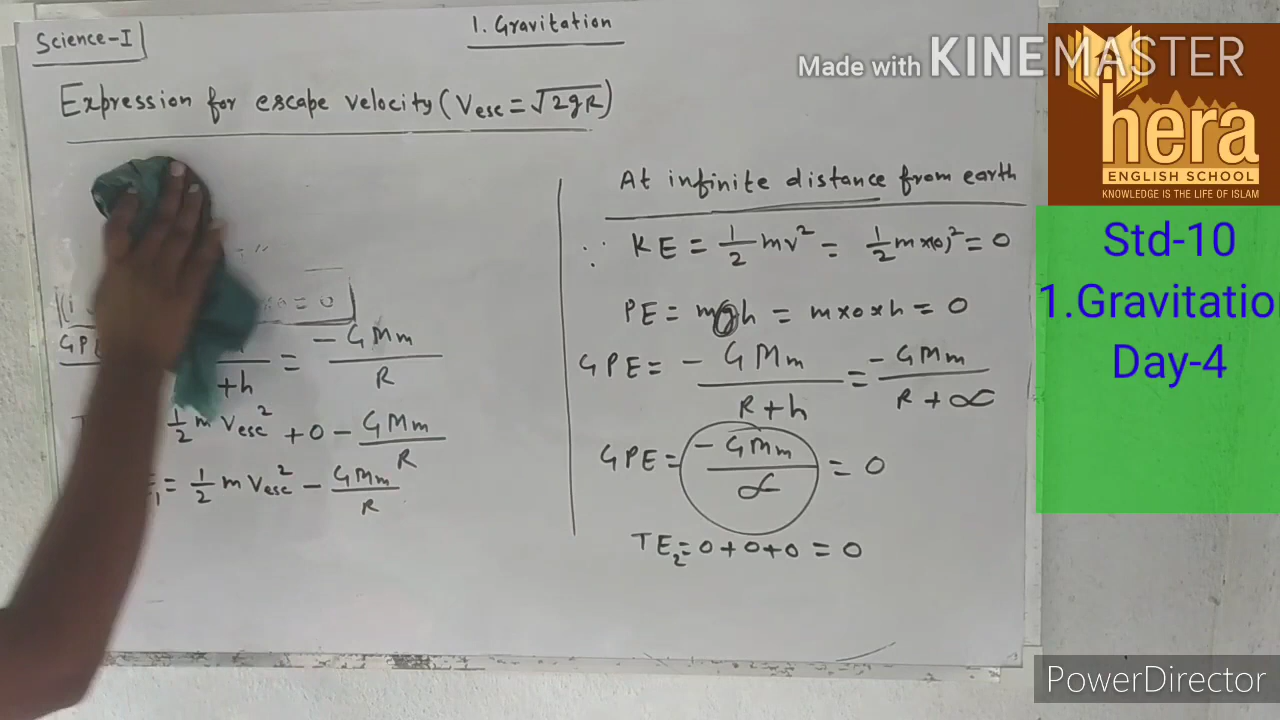 Science-I
1. Gravitation
Expression for escape velocity (Vesc = √2gR)
= 0
GPE
+h = - GMm / R
1/2 m Vesc² + 0 - GMm / R
E₁ = 1/2 m Vesc² - GMm / R
At infinite distance from earth
∴ KE = 1/2 mv² = 1/2 m×(0)² = 0
PE = mgh = m×0×h = 0
GPE = - GMm / R+h = - GMm / R+∞
GPE = - GMm / ∞ = 0
TE₂ = 0+0+0 = 0
Made with KINEMASTER
hera
ENGLISH SCHOOL
KNOWLEDGE IS THE LIFE OF ISLAM
Std-10
1.Gravitatio
Day-4
PowerDirector